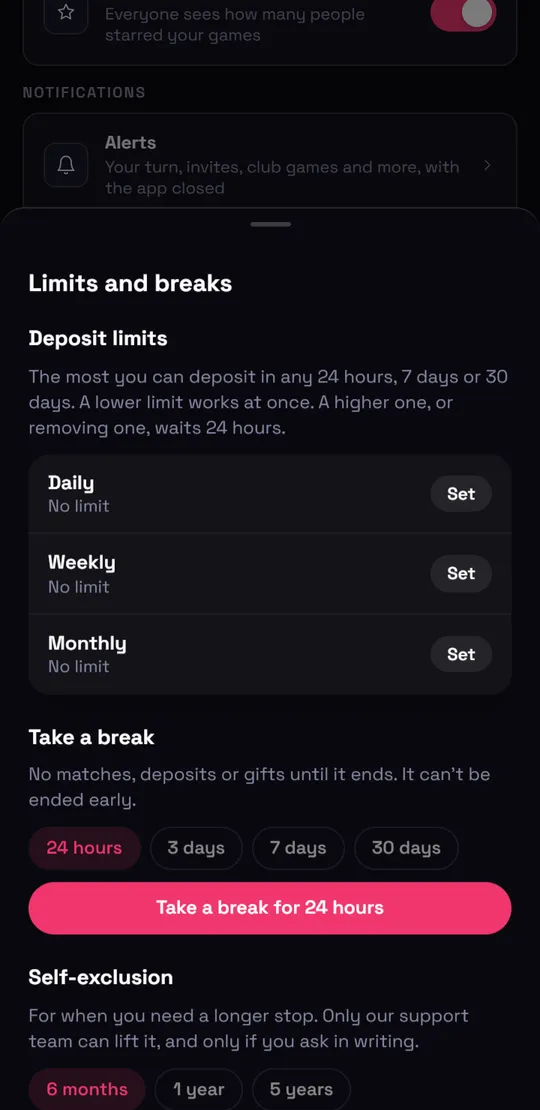 Everyone sees how many people
starred your games
NOTIFICATIONS
Alerts
Your turn, invites, club games and more, with
the app closed
Limits and breaks
Deposit limits
The most you can deposit in any 24 hours, 7 days or 30
days. A lower limit works at once. A higher one, or
removing one, waits 24 hours.
Daily
No limit
Set
Weekly
No limit
Set
Monthly
No limit
Set
Take a break
No matches, deposits or gifts until it ends. It can’t be
ended early.
24 hours
3 days
7 days
30 days
Take a break for 24 hours
Self-exclusion
For when you need a longer stop. Only our support
team can lift it, and only if you ask in writing.
6 months
1 year
5 years